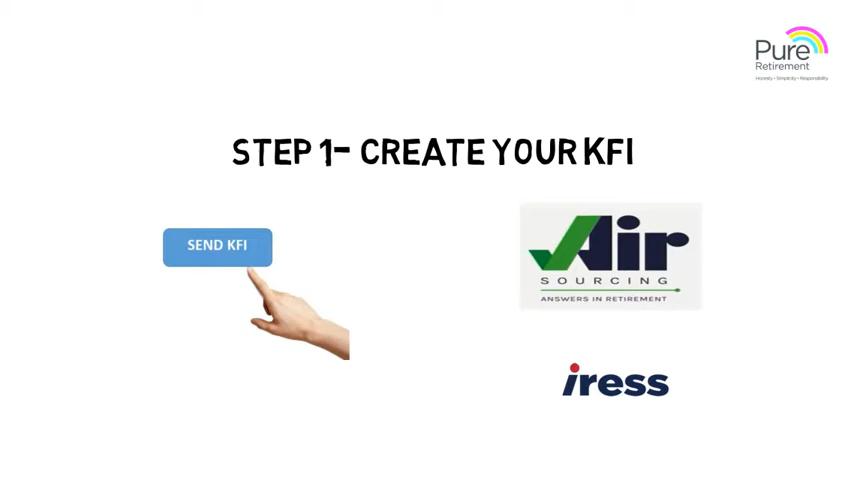 Pure
Retirement
Honesty • Simplicity • Responsibility
STEP 1- CREATE YOUR KFI
SEND KFI
Air
SOURCING
ANSWERS IN RETIREMENT
iress